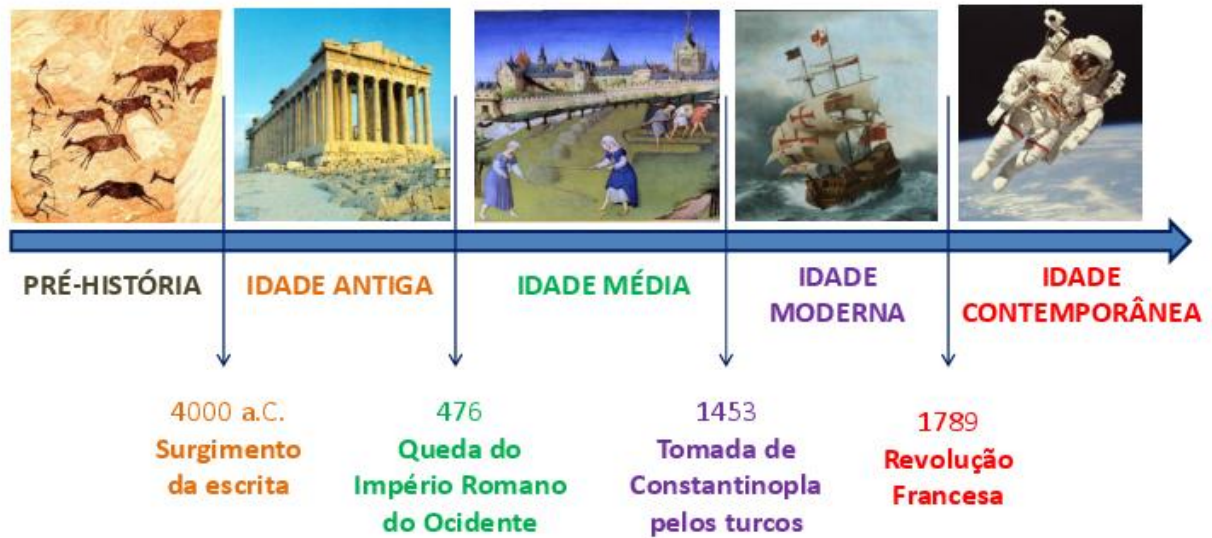 PRÉ-HISTÓRIA
IDADE ANTIGA
IDADE MÉDIA
IDADE
MODERNA
IDADE
CONTEMPORÂNEA
4000 a.C.
Surgimento
da escrita
476
Queda do
Império Romano
do Ocidente
1453
Tomada de
Constantinopla
pelos turcos
1789
Revolução
Francesa